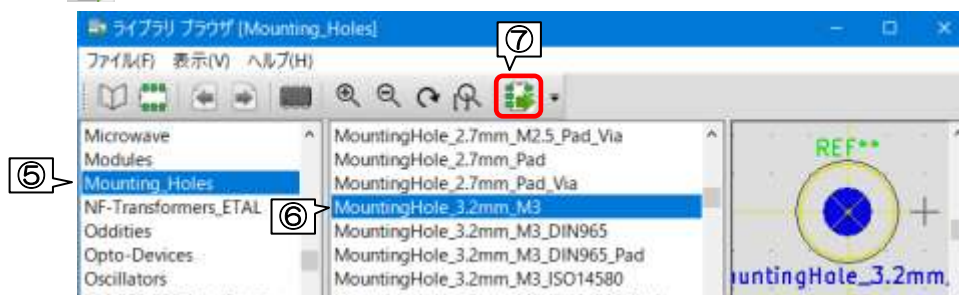 ライブラリ ブラウザ [Mounting_Holes]
⑦
ファイル(F) 表示(V) ヘルプ(H)
⑤
Microwave
Modules
Mounting_Holes
NF-Transformers_ETAL
Oddities
Opto-Devices
Oscillators
⑥
MountingHole_2.7mm_M2.5_Pad_Via
MountingHole_2.7mm_Pad
MountingHole_2.7mm_Pad_Via
MountingHole_3.2mm_M3
MountingHole_3.2mm_M3_DIN965
MountingHole_3.2mm_M3_DIN965_Pad
MountingHole_3.2mm_M3_ISO14580
REF**
untingHole_3.2mm_